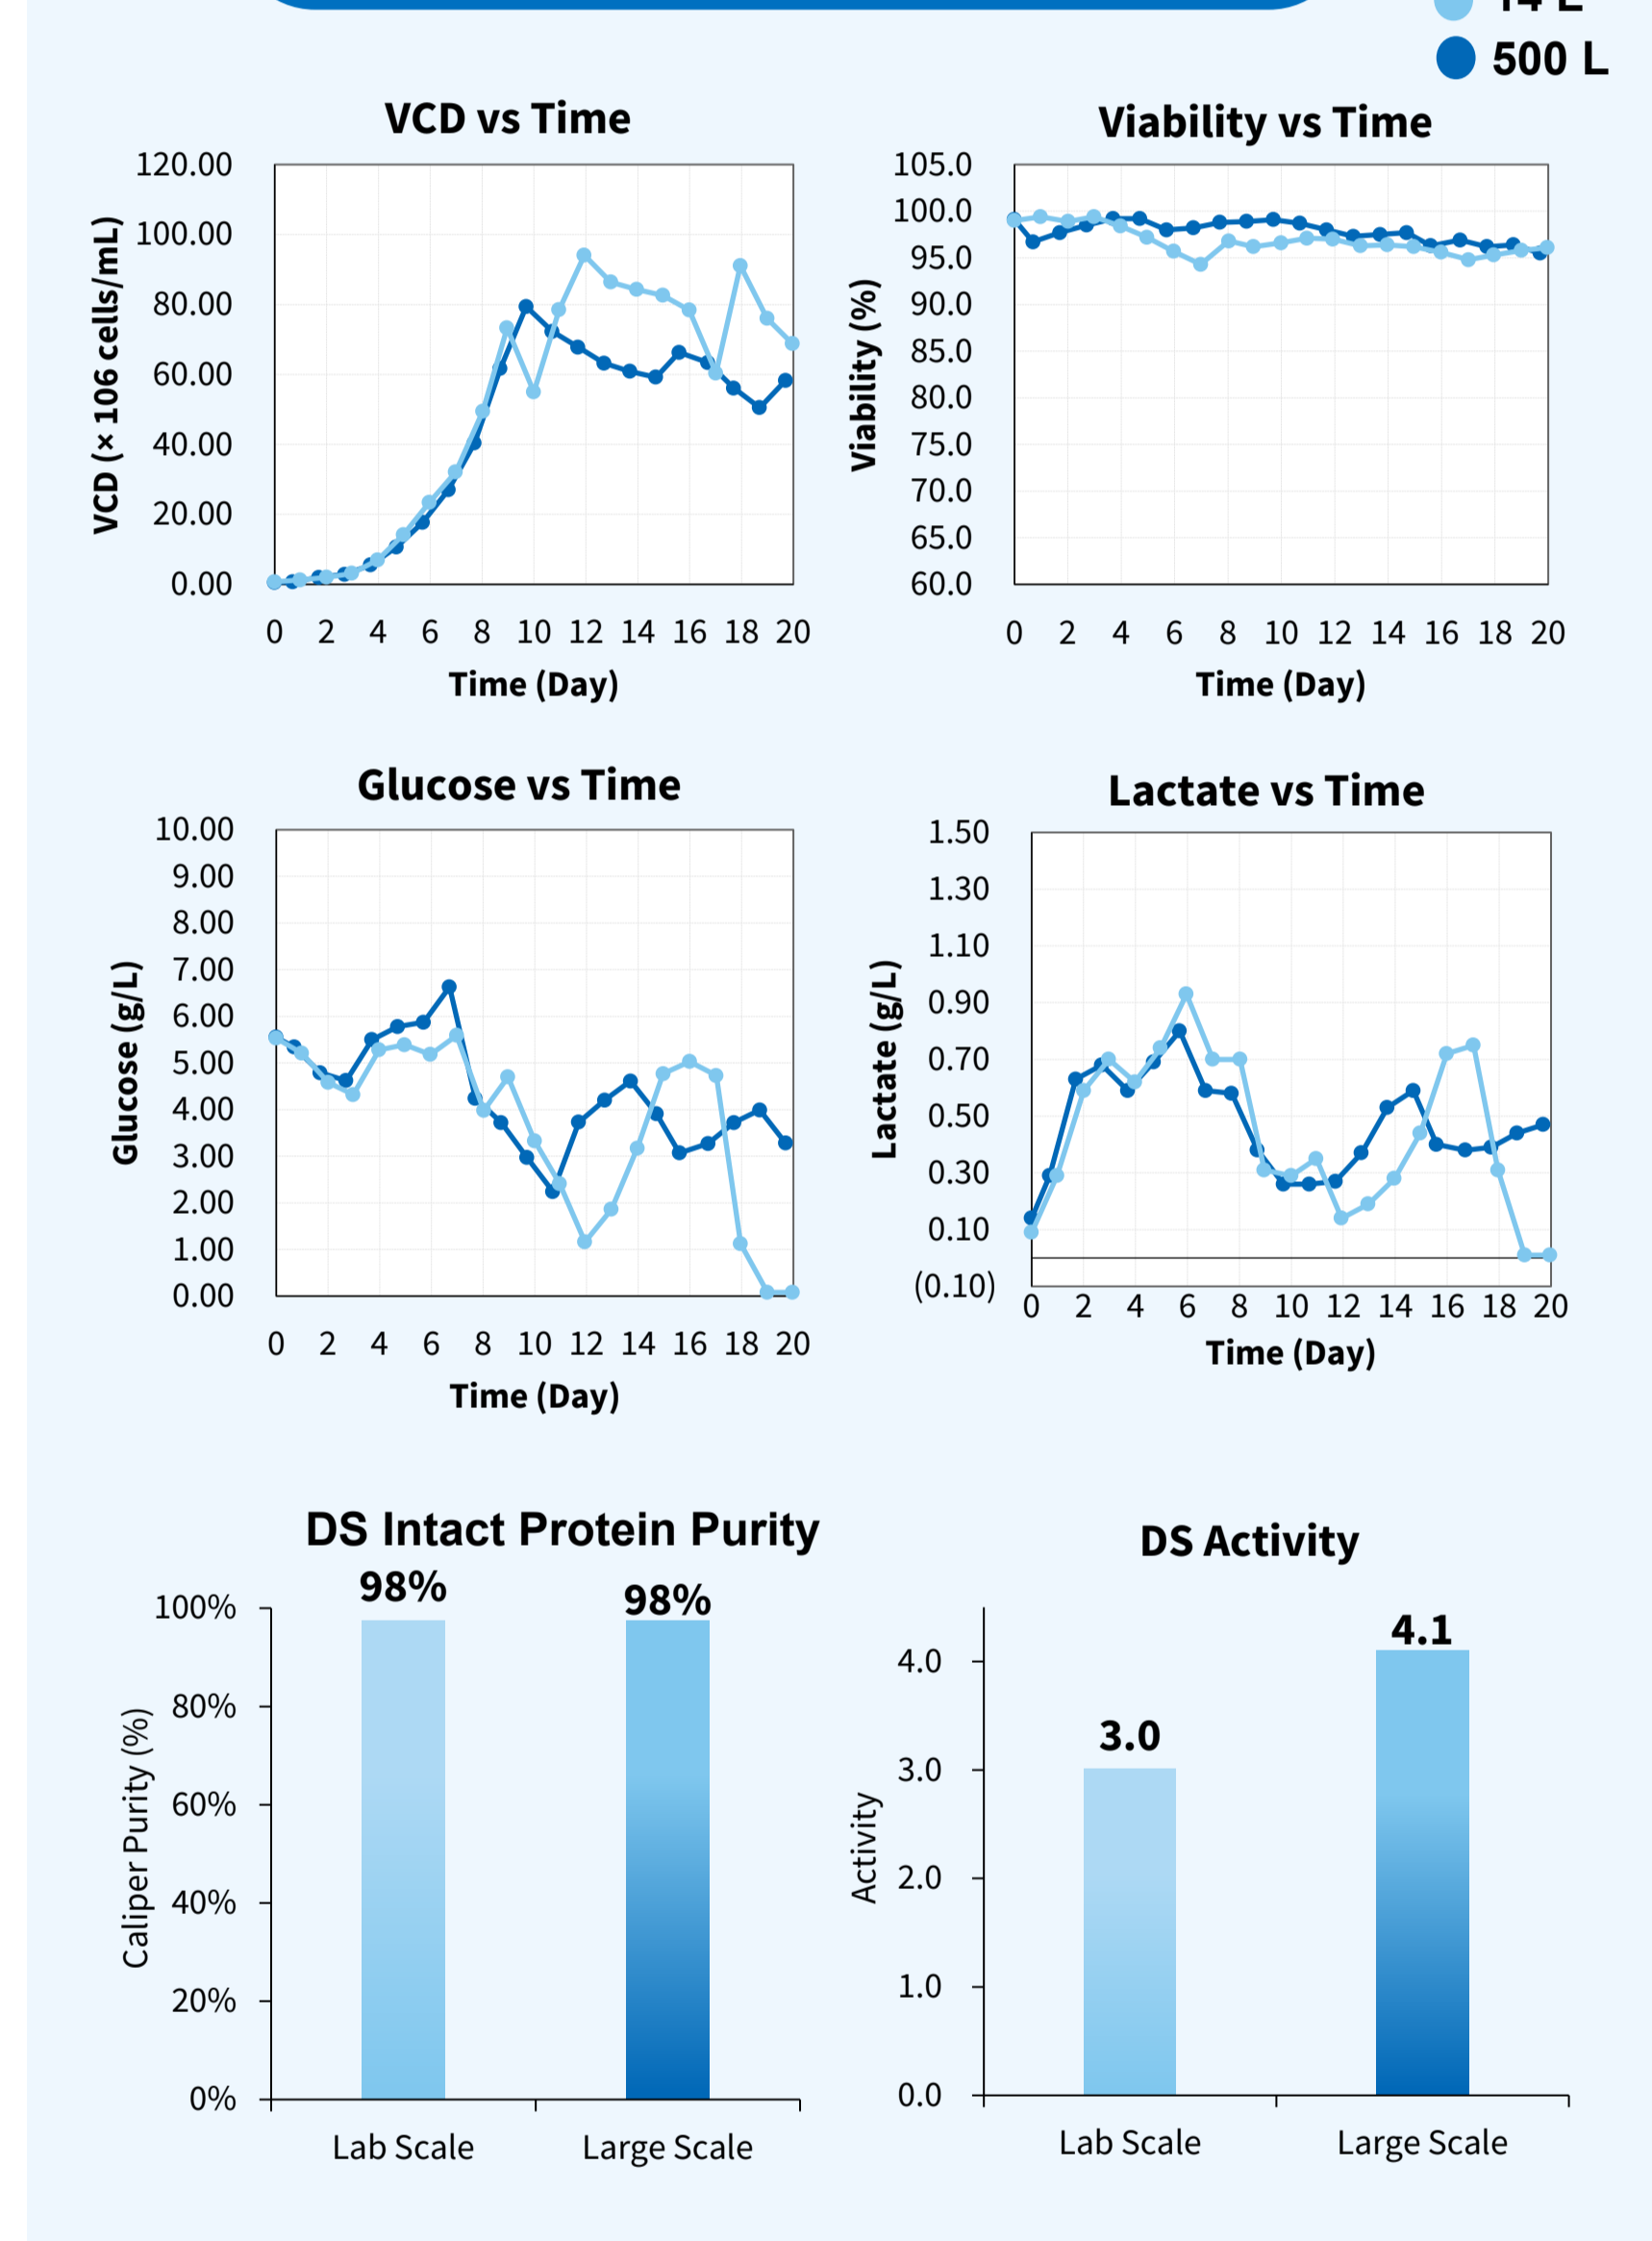 500 L
VCD vs Time
120.00
100.00
80.00
60.00
40.00
20.00
0.00
VCD (× 106 cells/mL)
0 2 4 6 8 10 12 14 16 18 20
Time (Day)
Viability vs Time
105.0
100.0
95.0
90.0
85.0
80.0
75.0
70.0
65.0
60.0
Viability (%)
0 2 4 6 8 10 12 14 16 18 20
Time (Day)
Glucose vs Time
10.00
9.00
8.00
7.00
6.00
5.00
4.00
3.00
2.00
1.00
0.00
Glucose (g/L)
0 2 4 6 8 10 12 14 16 18 20
Time (Day)
Lactate vs Time
1.50
1.30
1.10
0.90
0.70
0.50
0.30
0.10
(0.10)
Lactate (g/L)
0 2 4 6 8 10 12 14 16 18 20
Time (Day)
DS Intact Protein Purity
98%
98%
100%
80%
60%
40%
20%
0%
Caliper Purity (%)
Lab Scale
Large Scale
DS Activity
4.1
3.0
4.0
3.0
2.0
1.0
0.0
Activity
Lab Scale
Large Scale